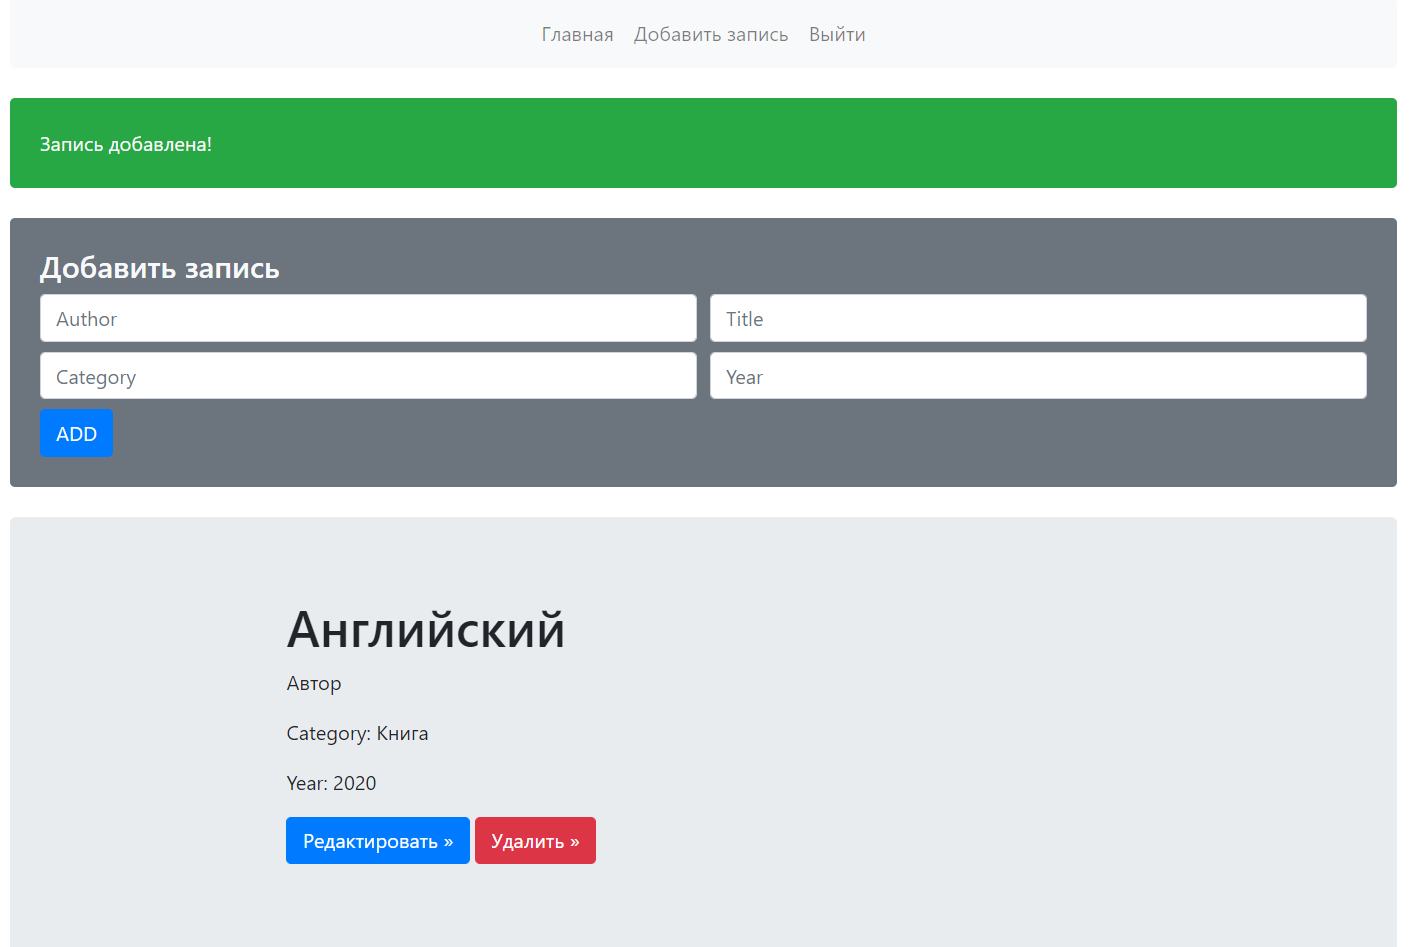 Главная Добавить запись Выйти
Запись добавлена!
Добавить запись
Author Title
Category Year
ADD
Английский
Автор
Category: Книга
Year: 2020
Редактировать » Удалить »